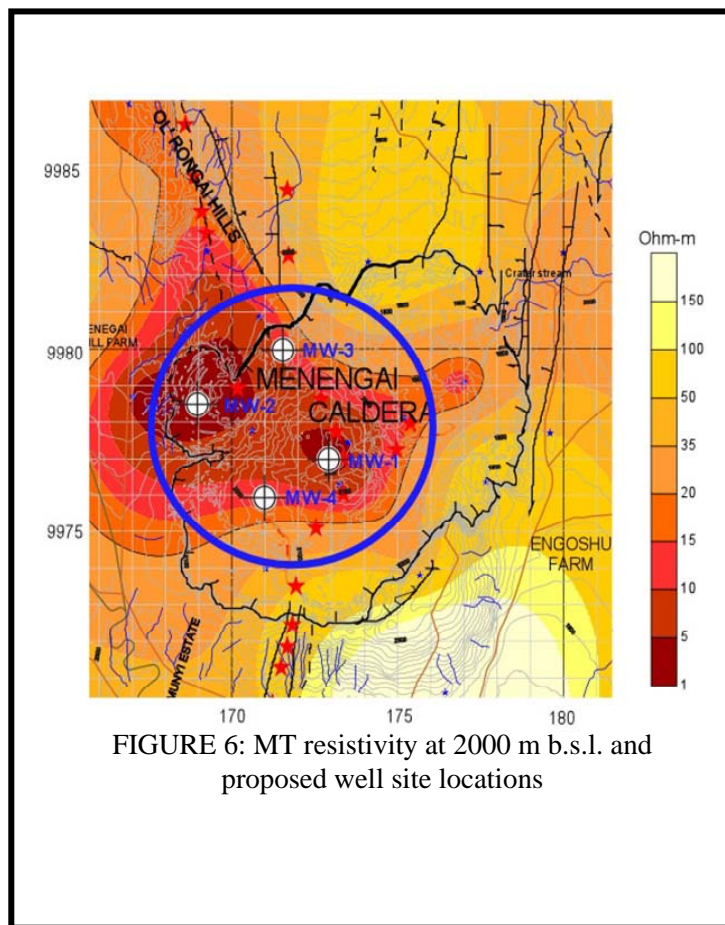 OL' RONGAI HILLS
9985
Ohm-m
Crater stream
150
ENEGAI
LL FARM
9980
MW-3
100
MENENGAI
50
MW-2
CALDERA
35
MW-1
20
MW-4
15
9975
ENGOSHU
FARM
10
5
MUNYI ESTATE
1
170
175
180
FIGURE 6: MT resistivity at 2000 m b.s.l. and
proposed well site locations